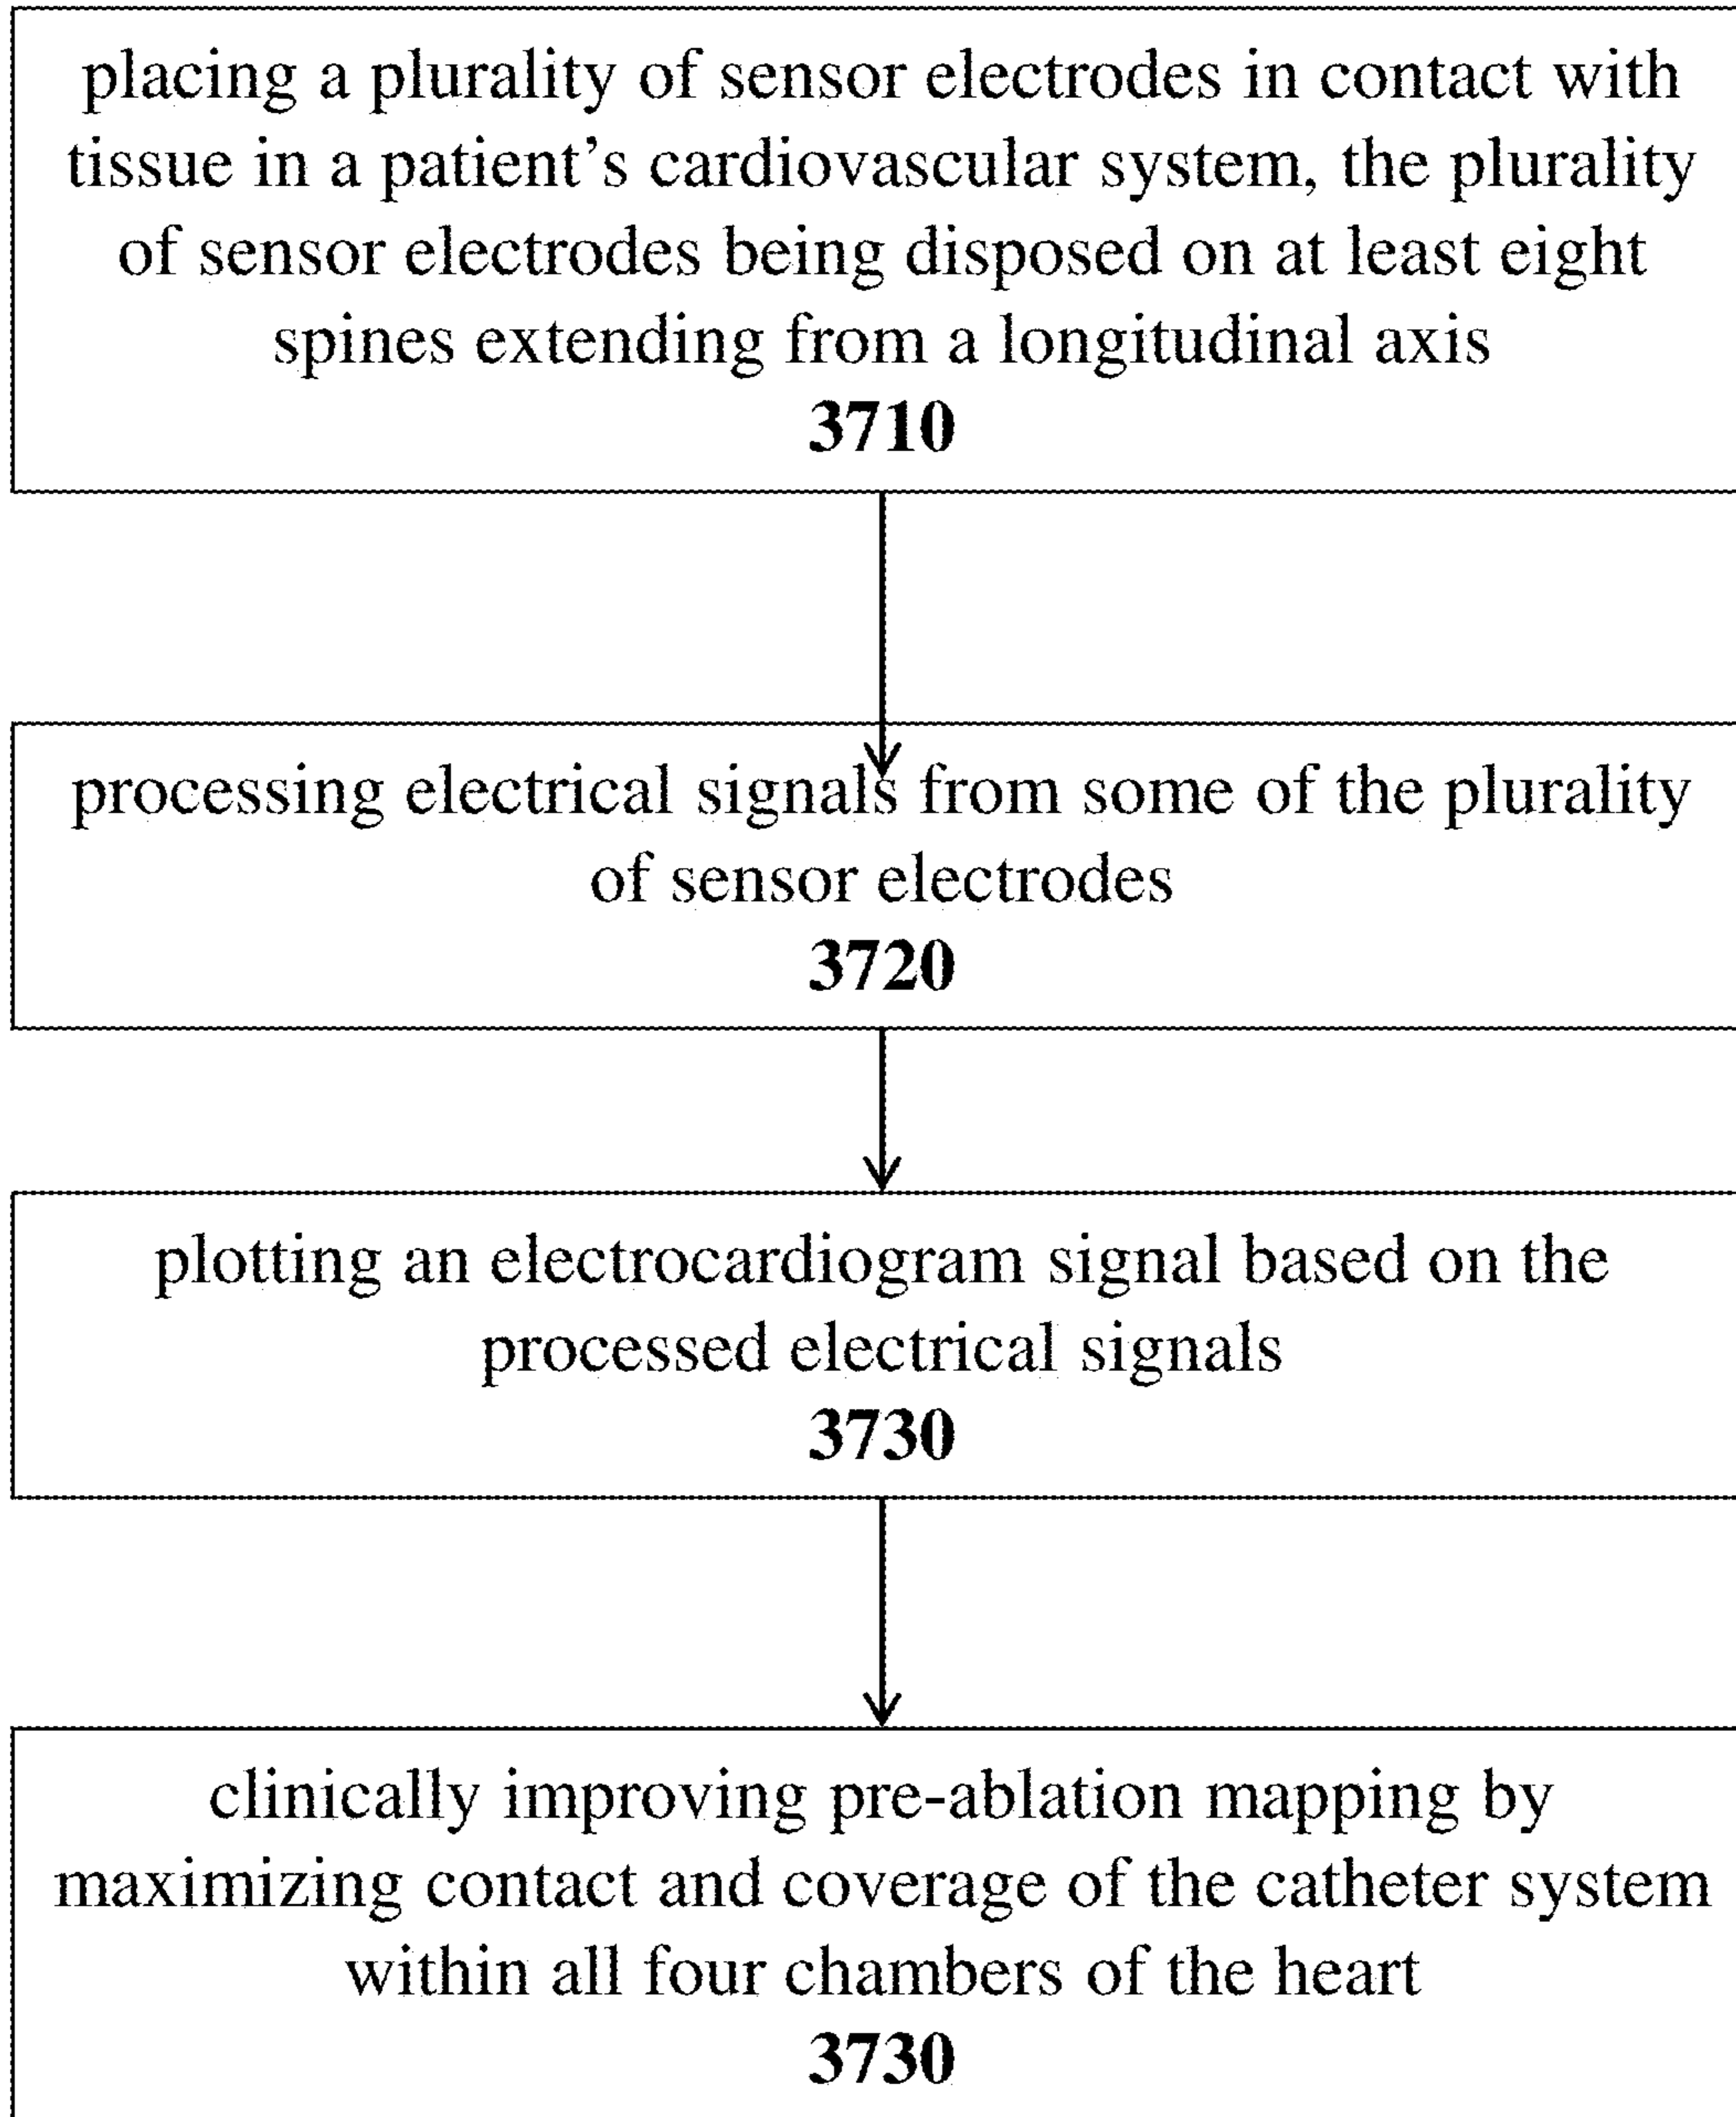 placing a plurality of sensor electrodes in contact with
tissue in a patient’s cardiovascular system, the plurality
of sensor electrodes being disposed on at least eight
spines extending from a longitudinal axis
3710
processing electrical signals from some of the plurality
of sensor electrodes
3720
plotting an electrocardiogram signal based on the
processed electrical signals
3730
clinically improving pre-ablation mapping by
maximizing contact and coverage of the catheter system
within all four chambers of the heart
3730